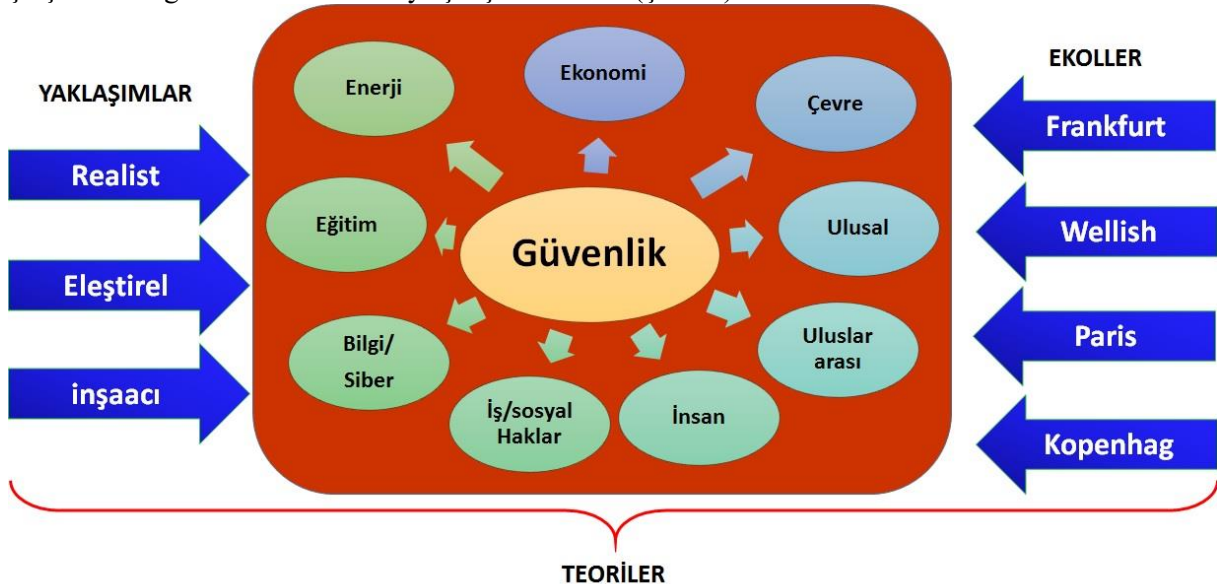 YAKLAŞIMLAR
Realist
Eleştirel
inşaacı
Enerji
Ekonomi
Çevre
Eğitim
Güvenlik
Ulusal
Bilgi/
Siber
İş/sosyal
Haklar
İnsan
Uluslar
arası
EKOLLER
Frankfurt
Wellish
Paris
Kopenhag
TEORİLER